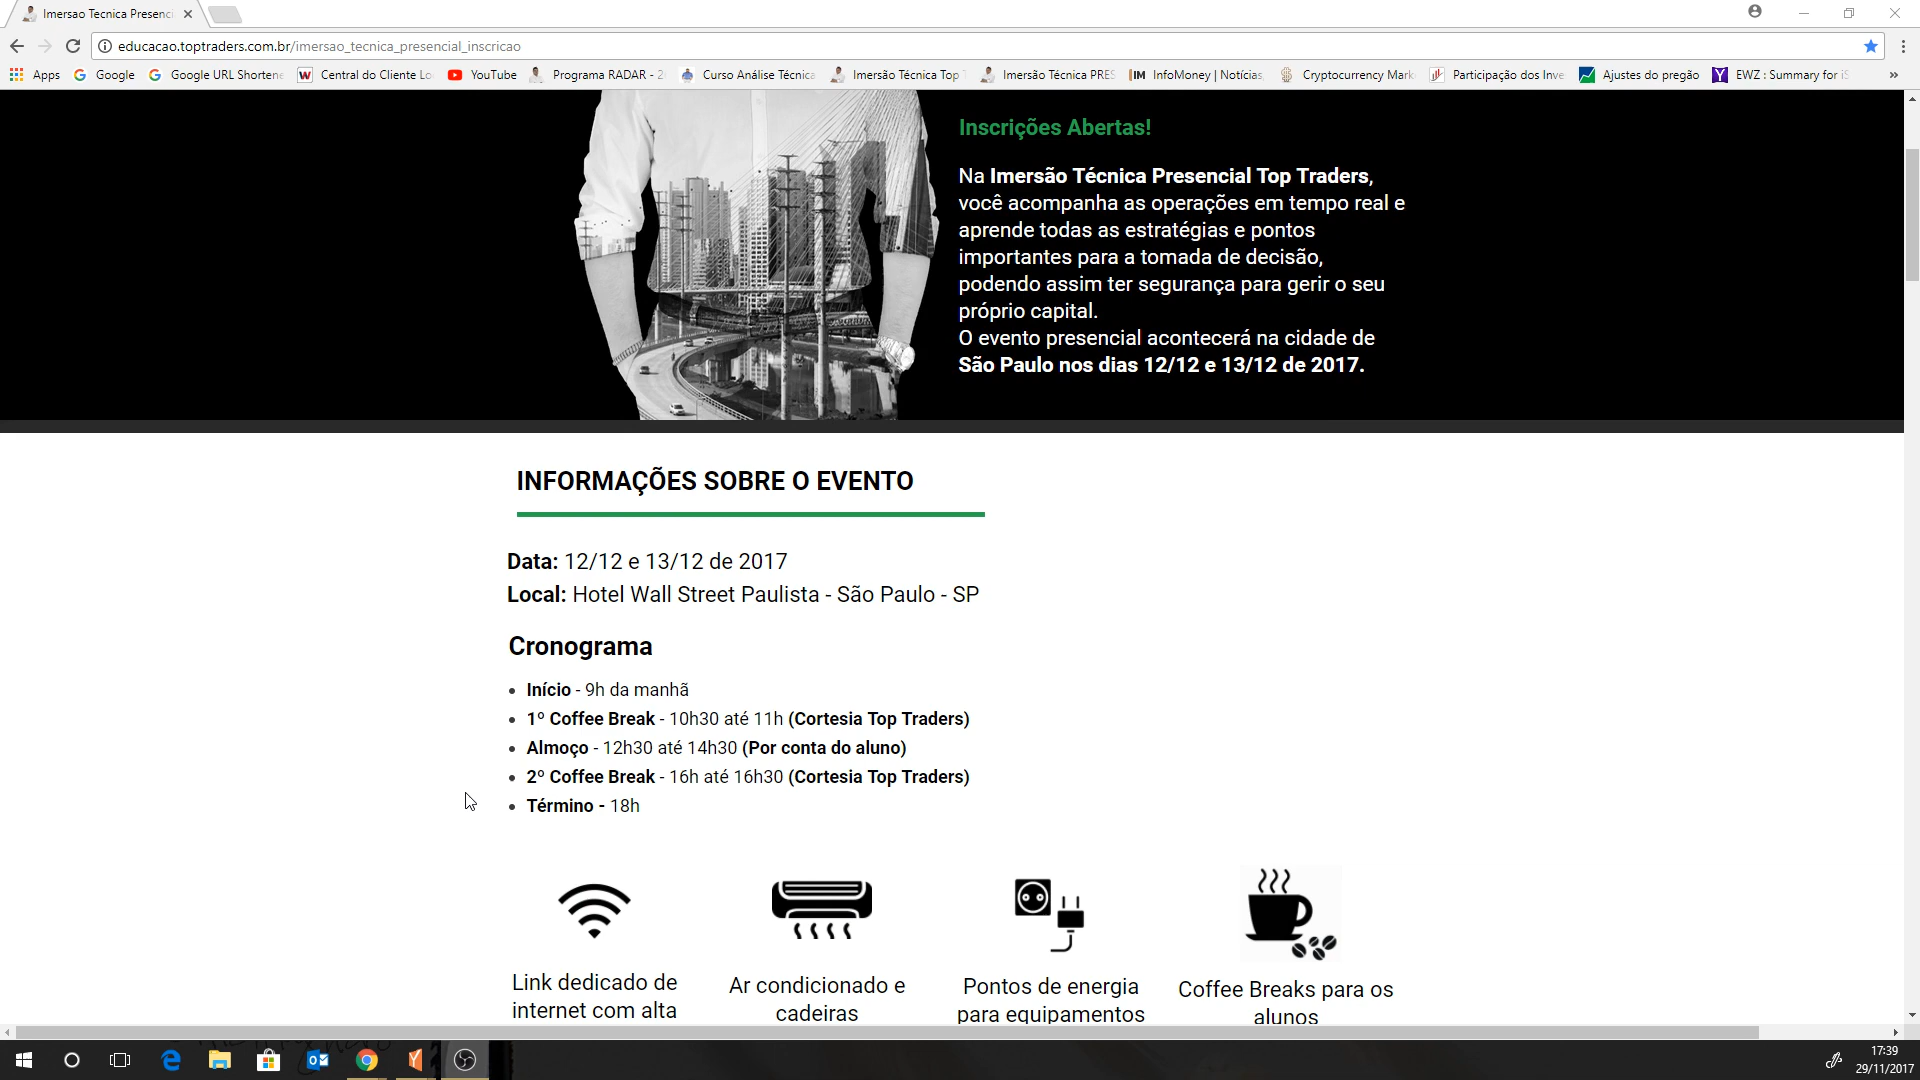 Imersao Tecnica Presenc
educacao.toptraders.com.br/imersao_tecnica_presencial_inscricao
Apps Google Google URL Shorten Central do Cliente Lo YouTube Programa RADAR - 2 Curso Análise Técnica Imersão Técnica Top Imersão Técnica PRES InfoMoney | Notícias, Cryptocurrency Mark Participação dos Inve Ajustes do pregão EWZ : Summary for iS »
Inscrições Abertas!
Na Imersão Técnica Presencial Top Traders,
você acompanha as operações em tempo real e
aprende todas as estratégias e pontos
importantes para a tomada de decisão,
podendo assim ter segurança para gerir o seu
próprio capital.
O evento presencial acontecerá na cidade de
São Paulo nos dias 12/12 e 13/12 de 2017.
INFORMAÇÕES SOBRE O EVENTO
Data: 12/12 e 13/12 de 2017
Local: Hotel Wall Street Paulista - São Paulo - SP
Cronograma
• Início - 9h da manhã
• 1º Coffee Break - 10h30 até 11h (Cortesia Top Traders)
• Almoço - 12h30 até 14h30 (Por conta do aluno)
• 2º Coffee Break - 16h até 16h30 (Cortesia Top Traders)
• Término - 18h
Link dedicado de
internet com alta
Ar condicionado e
cadeiras
Pontos de energia
para equipamentos
Coffee Breaks para os
alunos
17:39
29/11/2017